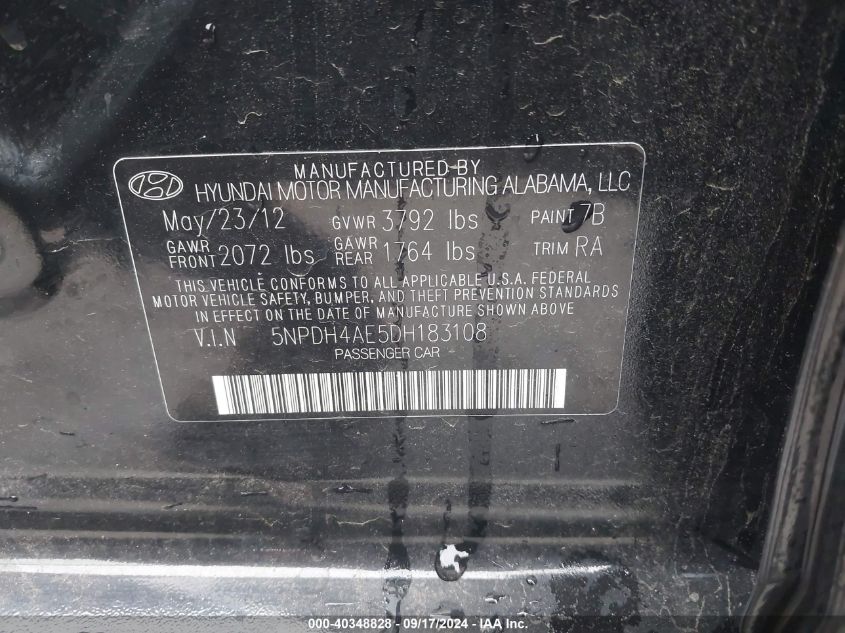 MANUFACTURED BY
HYUNDAI MOTOR MANUFACTURING ALABAMA, LLC
May/23/12 GVWR 3792 lbs PAINT 7B
GAWR FRONT 2072 lbs GAWR REAR 1764 lbs TRIM RA
THIS VEHICLE CONFORMS TO ALL APPLICABLE U.S.A. FEDERAL
MOTOR VEHICLE SAFETY, BUMPER, AND THEFT PREVENTION STANDARDS
IN EFFECT ON THE DATE OF MANUFACTURE SHOWN ABOVE
V.I.N 5NPDH4AE5DH183108
PASSENGER CAR
000-40348828 - 09/17/2024 - IAA Inc.